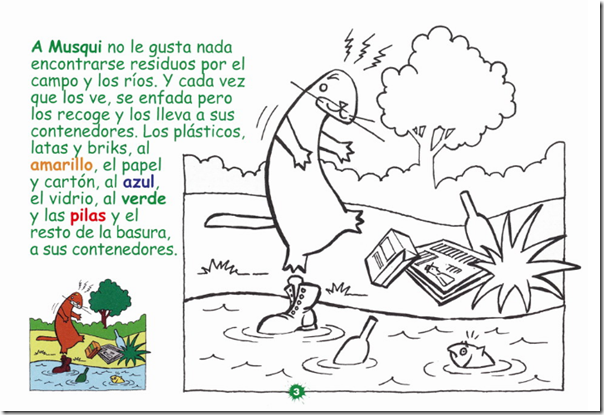 A Musqui no le gusta nada
encontrarse residuos por el
campo y los ríos. Y cada vez
que los ve, se enfada pero
los recoge y los lleva a sus
contenedores. Los plásticos,
latas y briks, al
amarillo, el papel
y cartón, al azul,
el vidrio, al verde
y las pilas y el
resto de la basura,
a sus contenedores.
3